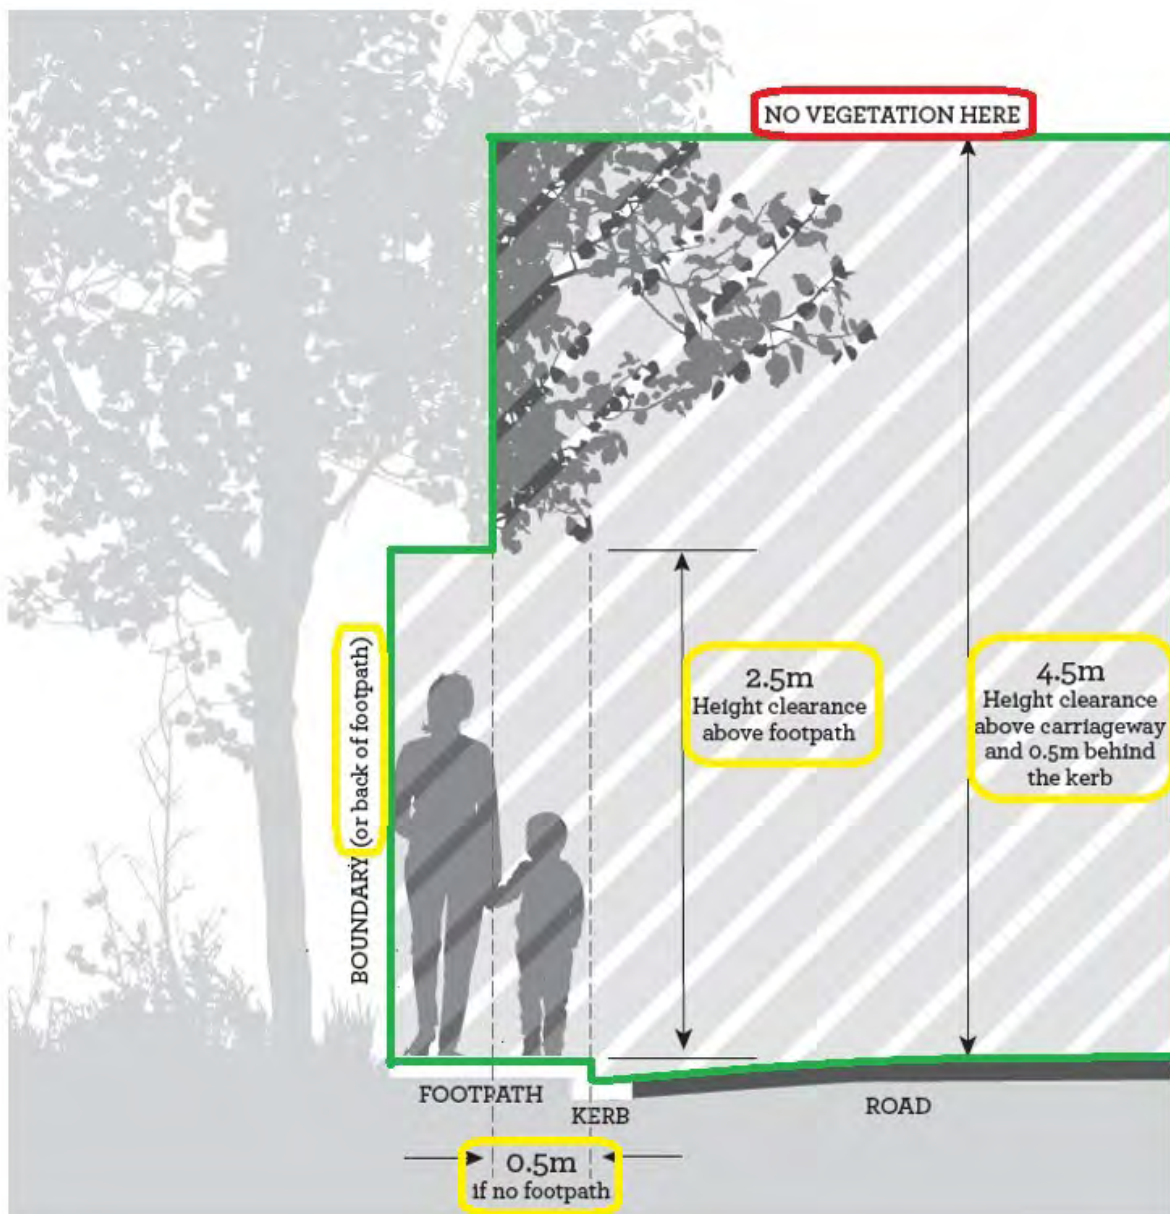 NO VEGETATION HERE
BOUNDARY (or back of footpath)
2.5m
Height clearance
above footpath
4.5m
Height clearance
above carriageway
and 0.5m behind
the kerb
FOOTPATH
KERB
ROAD
0.5m
if no footpath